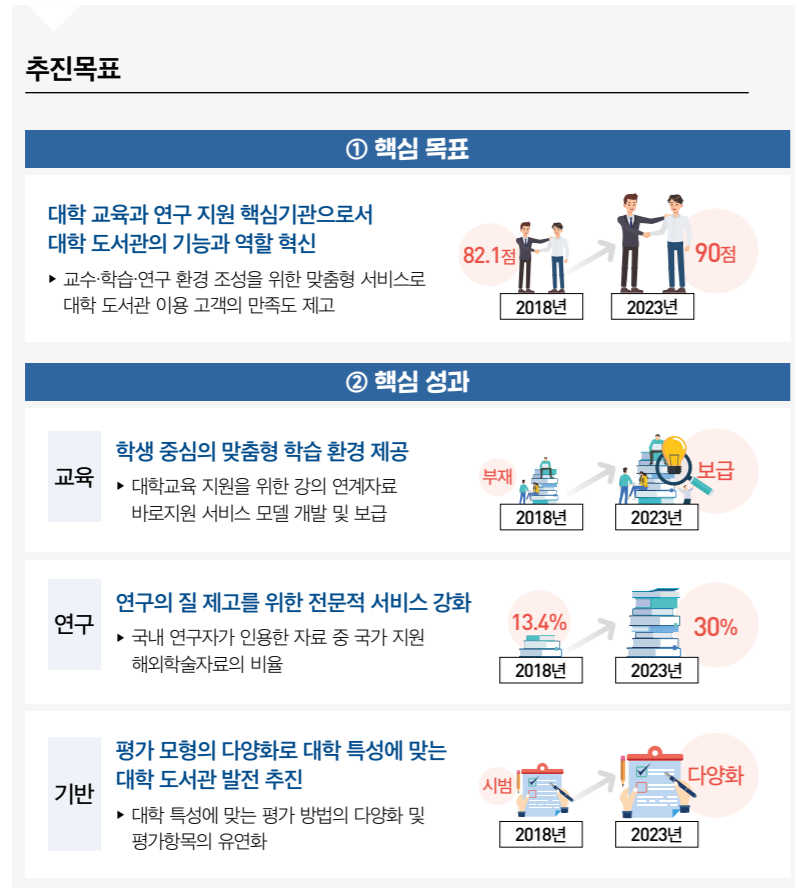 추진목표
① 핵심 목표
대학 교육과 연구 지원 핵심기관으로서
대학 도서관의 기능과 역할 혁신
▸ 교수·학습·연구 환경 조성을 위한 맞춤형 서비스로
대학 도서관 이용 고객의 만족도 제고
82.1점
2018년
90점
2023년
② 핵심 성과
교육
학생 중심의 맞춤형 학습 환경 제공
▸ 대학교육 지원을 위한 강의 연계자료
바로지원 서비스 모델 개발 및 보급
부재
2018년
보급
2023년
연구
연구의 질 제고를 위한 전문적 서비스 강화
▸ 국내 연구자가 인용한 자료 중 국가 지원
해외학술자료의 비율
13.4%
2018년
30%
2023년
기반
평가 모형의 다양화로 대학 특성에 맞는
대학 도서관 발전 추진
▸ 대학 특성에 맞는 평가 방법의 다양화 및
평가항목의 유연화
시범
2018년
다양화
2023년